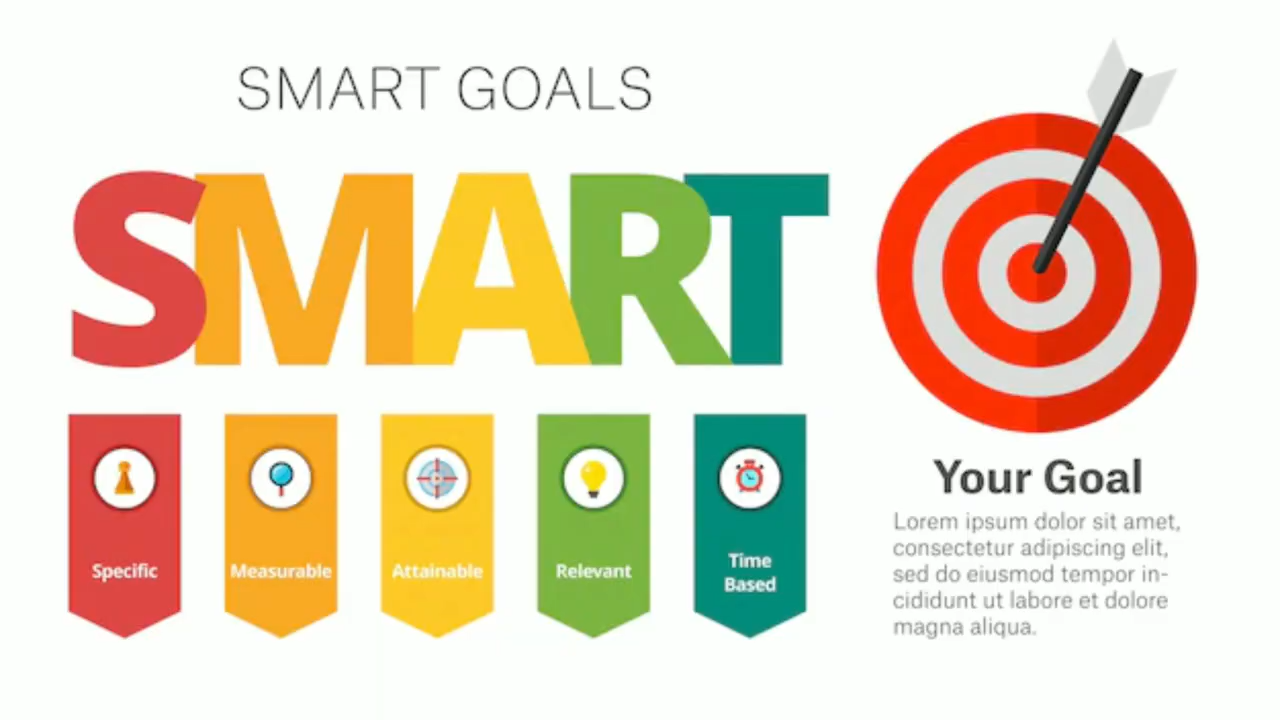 SMART GOALS
SMART
Specific
Measurable
Attainable
Relevant
Time
Based
Your Goal
Lorem ipsum dolor sit amet,
consectetur adipiscing elit,
sed do eiusmod tempor in-
cididunt ut labore et dolore
magna aliqua.